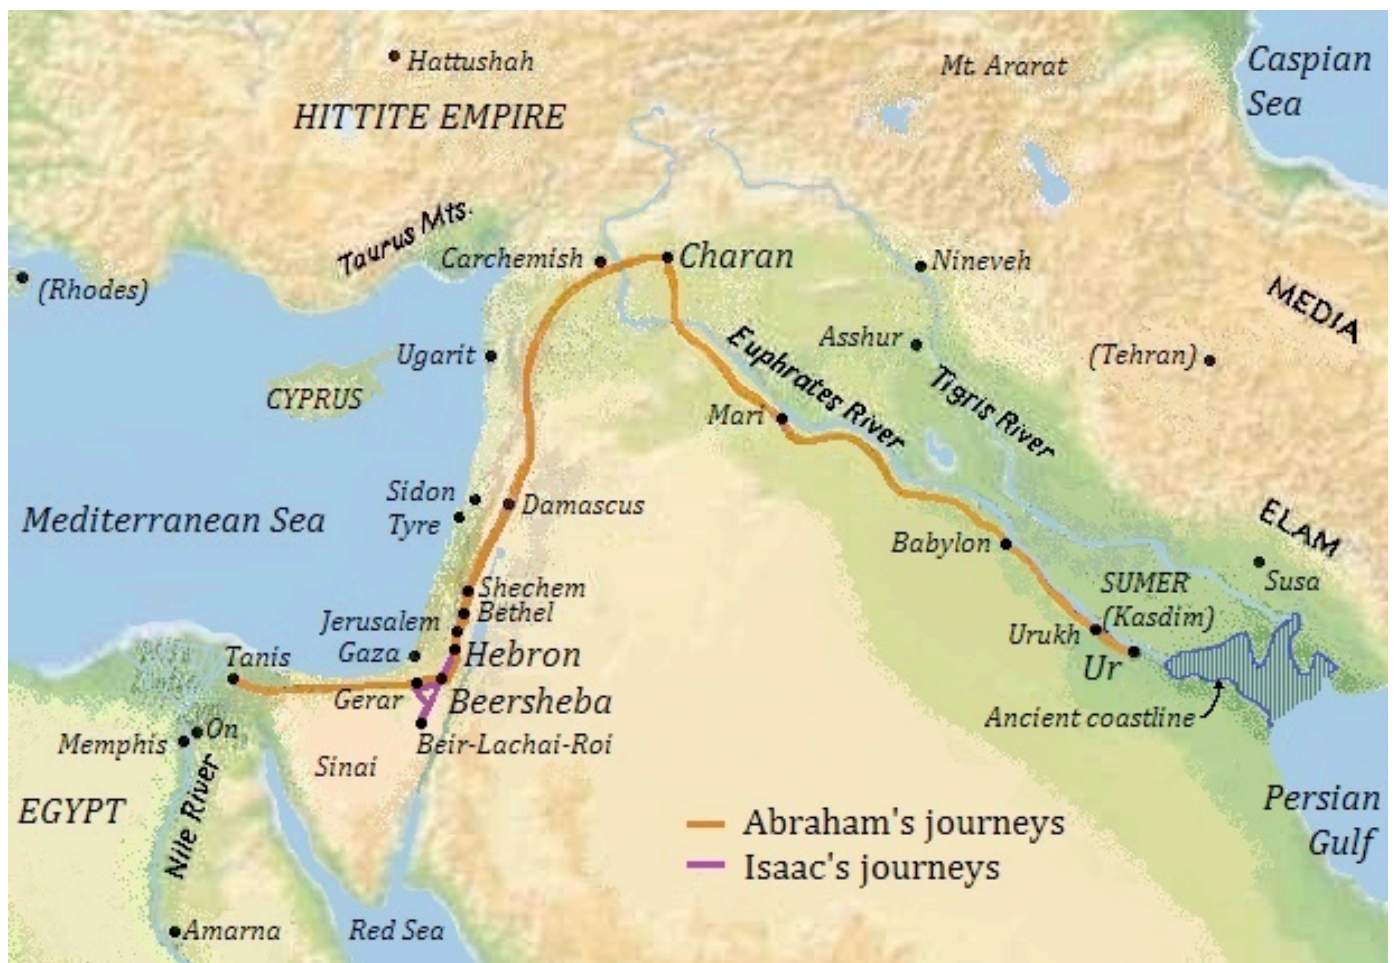 Hattushah
HITTITE EMPIRE
Mt. Ararat
Caspian
Sea
Taurus Mts.
Carchemish
Charan
Nineveh
(Rhodes)
MEDIA
Ugarit
CYPRUS
Euphrates River
Asshur
Tigris River
(Tehran)
Mari
Mediterranean Sea
Sidon
Tyre
Damascus
Babylon
ELAM
Susa
SUMER
(Kasdim)
Urukh
Ur
Shechem
Bethel
Jerusalem
Gaza
Hebron
Tanis
Gerar
Beersheba
Beir-Lachai-Roi
On
Memphis
Sinai
Ancient coastline
EGYPT
Nile River
Persian
Gulf
Abraham's journeys
Isaac's journeys
Amarna
Red Sea